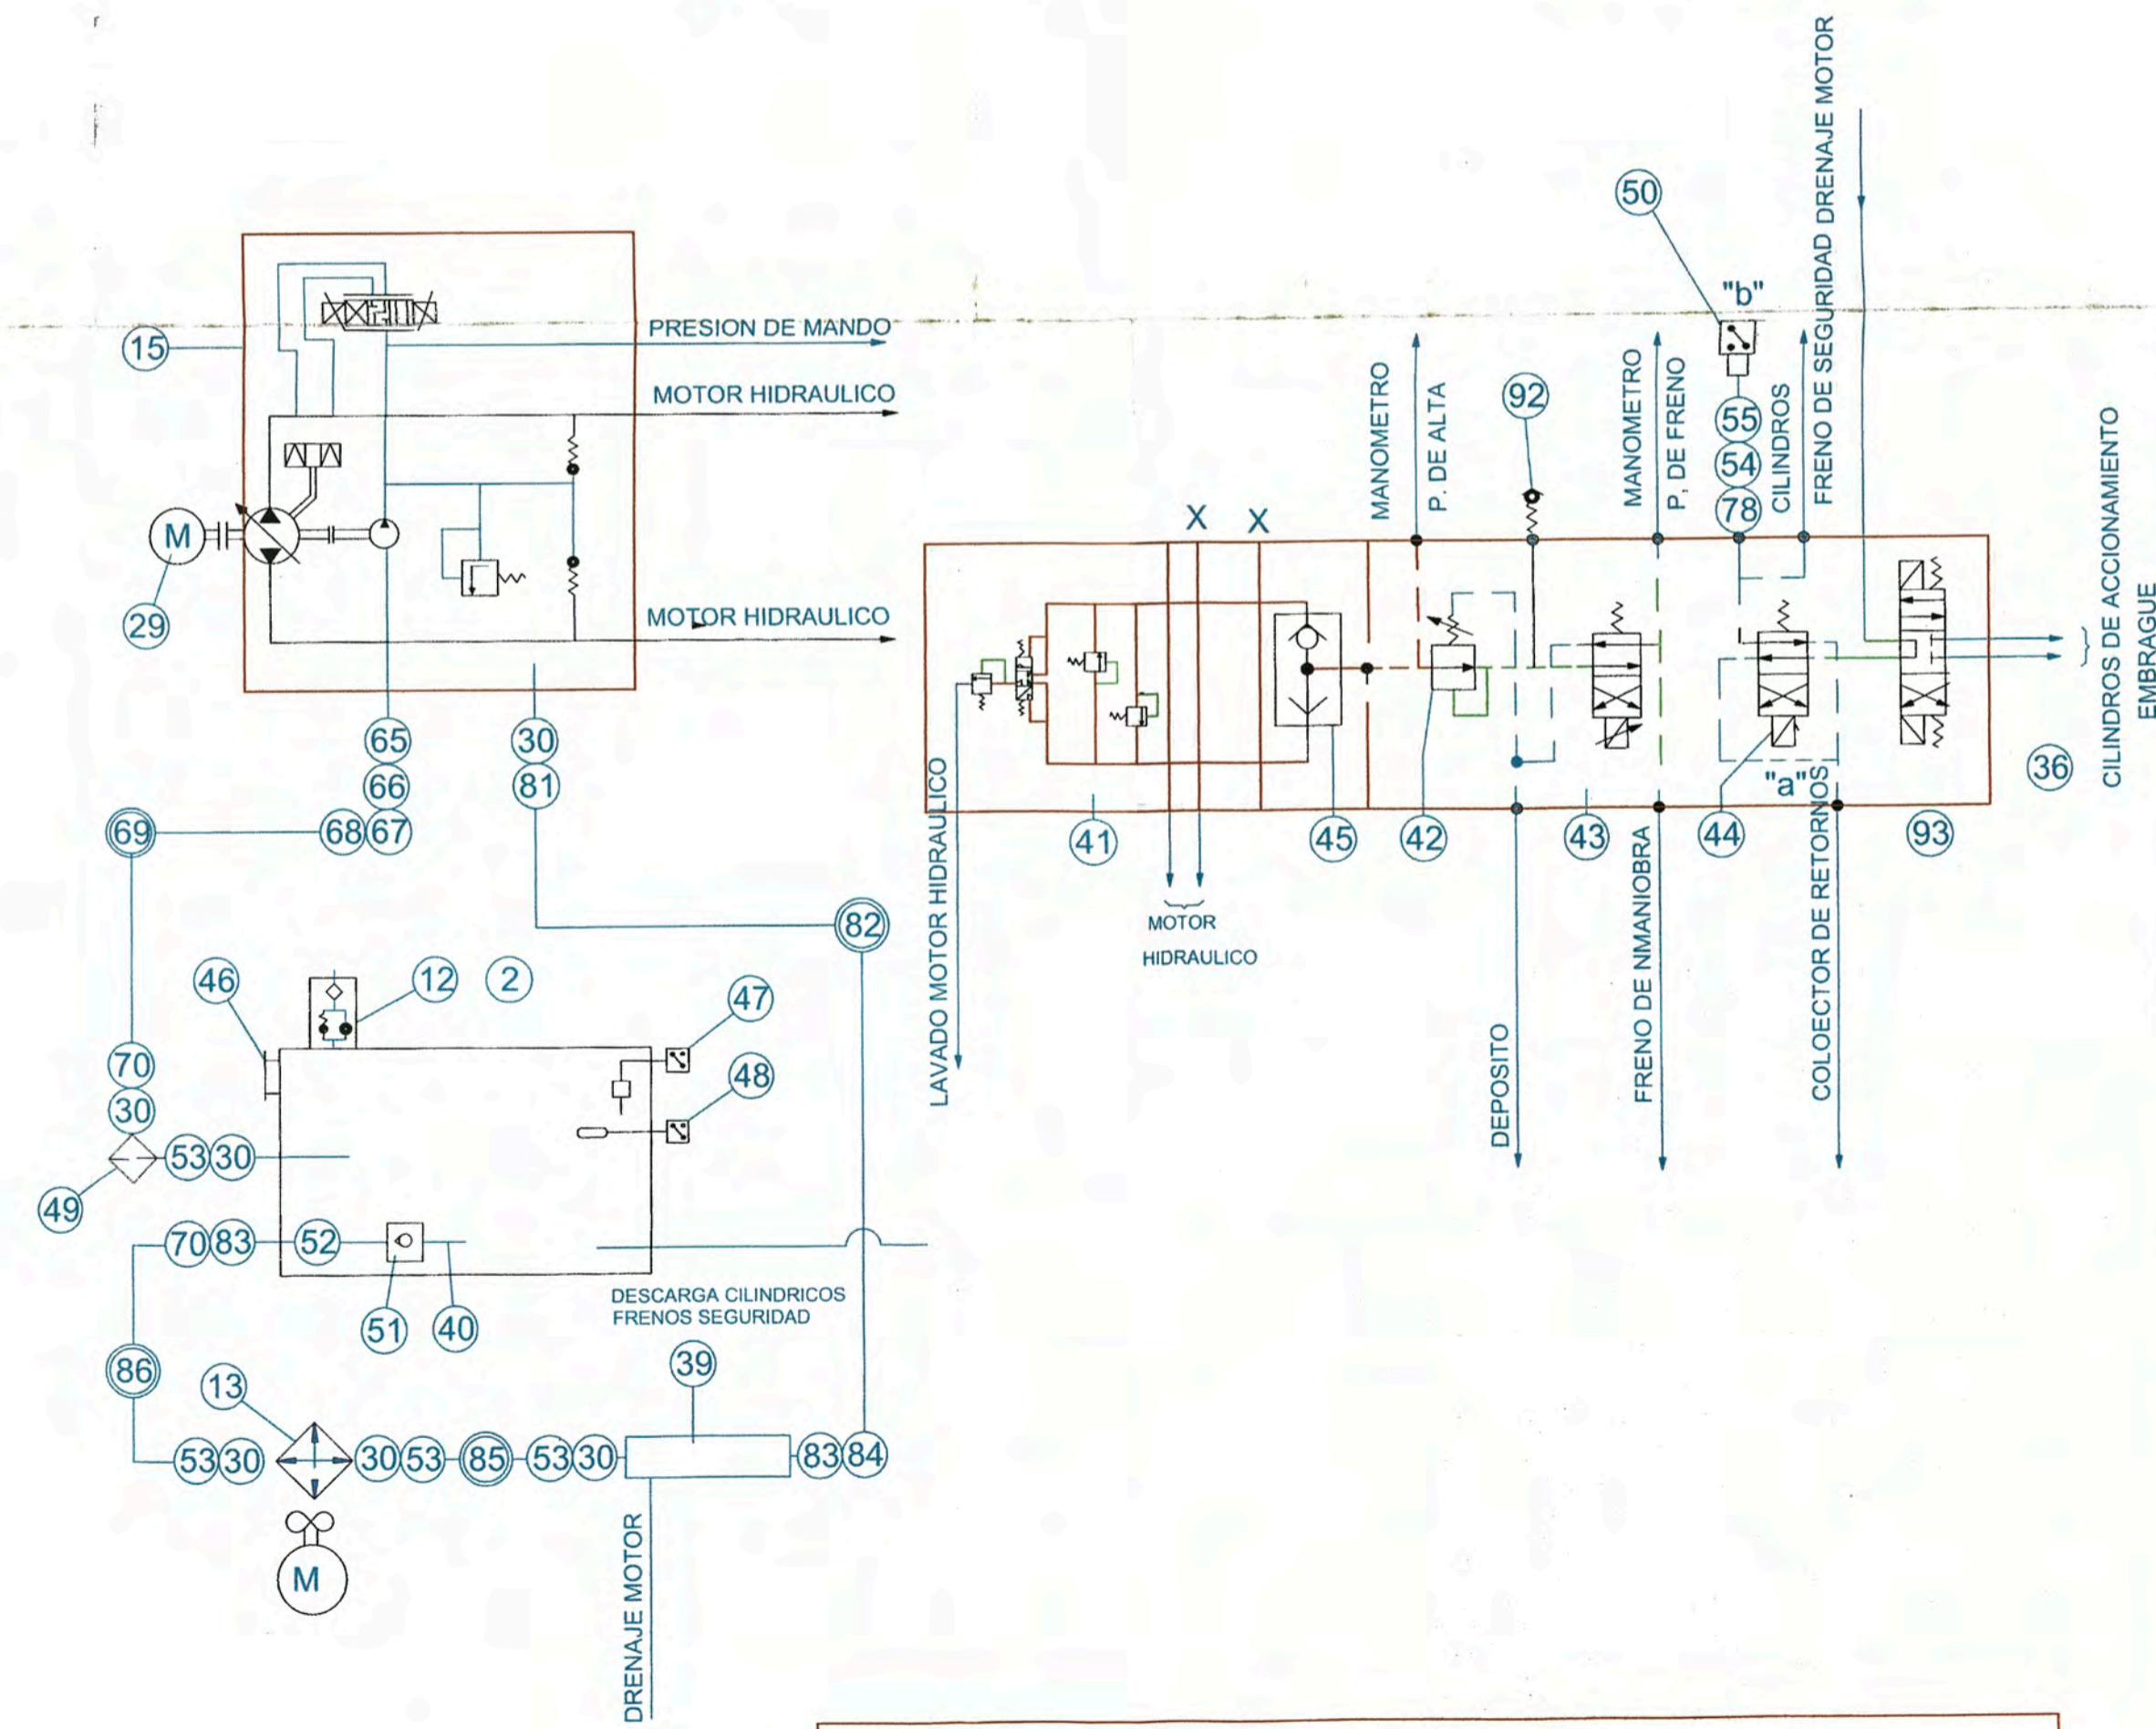 15
PRESION DE MANDO
MOTOR HIDRAULICO
M
29
MOTOR HIDRAULICO
65
66
68
67
69
30
81
82
46
12
2
47
48
70
30
53
30
49
70
83
52
51
40
DESCARGA CILINDRICOS
FRENOS SEGURIDAD
86
13
39
53
30
30
53
85
53
30
83
84
M
DRENAJE MOTOR
50
"b"
55
54
78
92
MANOMETRO
P. DE ALTA
MANOMETRO
P. DE FRENO
CILINDROS
FRENO DE SEGURIDAD DRENAJE MOTOR
X
X
41
45
42
43
44
"a"
93
36
CILINDROS DE ACCIONAMIENTO
EMBRAGUE
LAVADO MOTOR HIDRAULICO
MOTOR
HIDRAULICO
DEPOSITO
FRENO DE NMANIOBRA
COLOECTOR DE RETORNOS